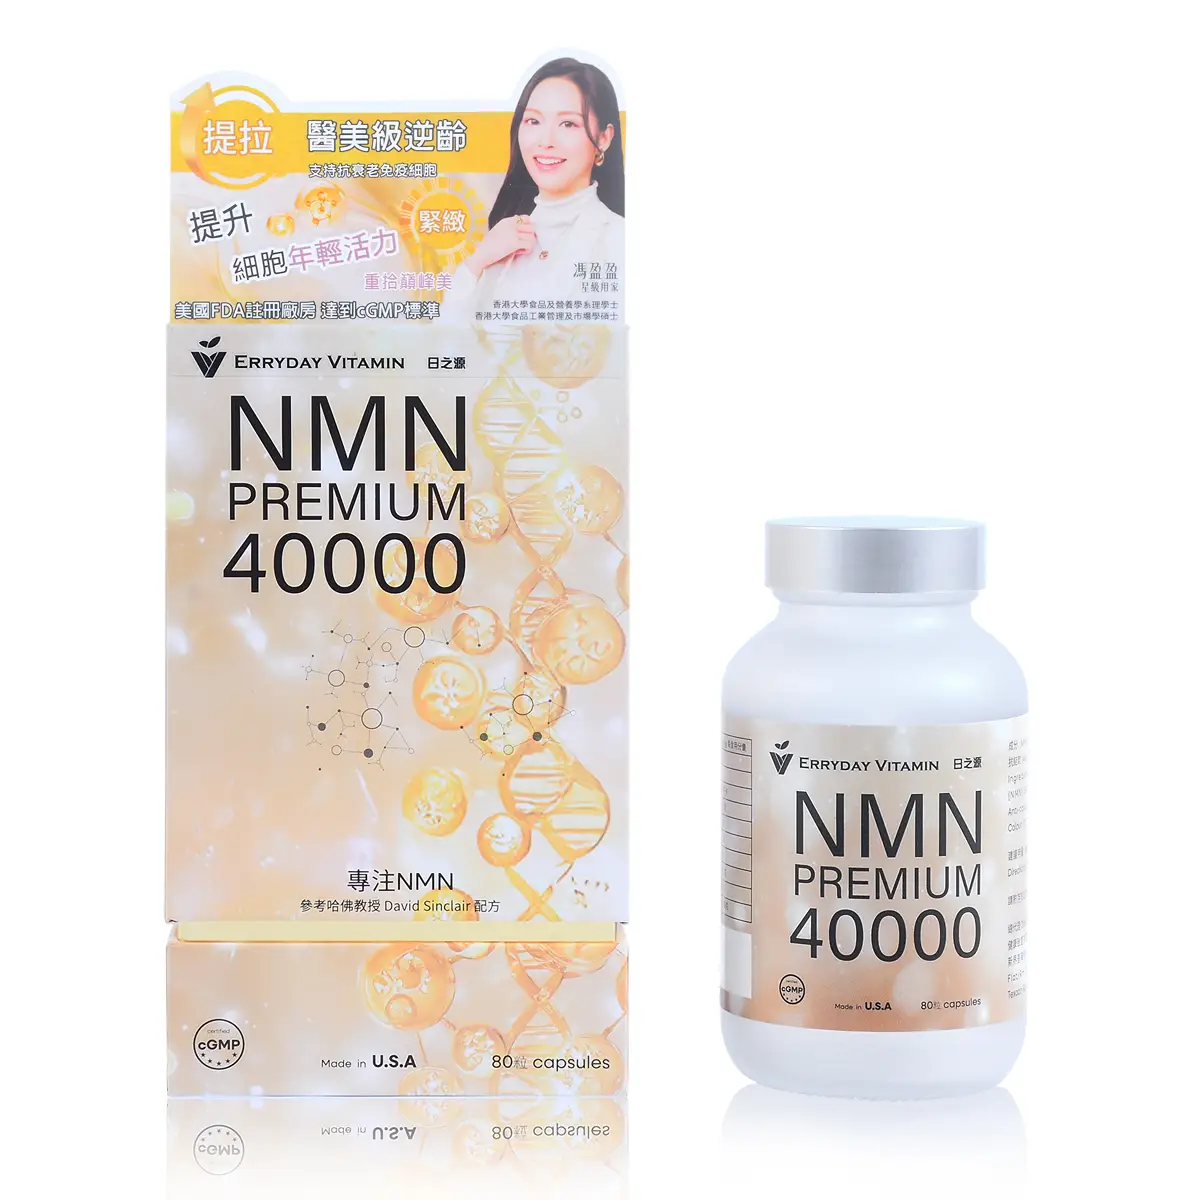 提拉
醫美級逆齡
支持抗衰老免疫細胞
提升
細胞年輕活力
緊緻
重拾巔峰美
美國FDA註冊廠房 達到cGMP標準
馮盈盈
星級用家
香港大學食品及營養學系理學士
香港大學食品工業管理及市場學碩士
ERRYDAY VITAMIN 日之源
NMN
PREMIUM
40000
專注NMN
參考哈佛教授 David Sinclair 配方
certified
cGMP
Made in U.S.A
80粒 capsules
ERRYDAY VITAMIN 日之源
NMN
PREMIUM
40000
certified
cGMP
Made in U.S.A
80粒 capsules